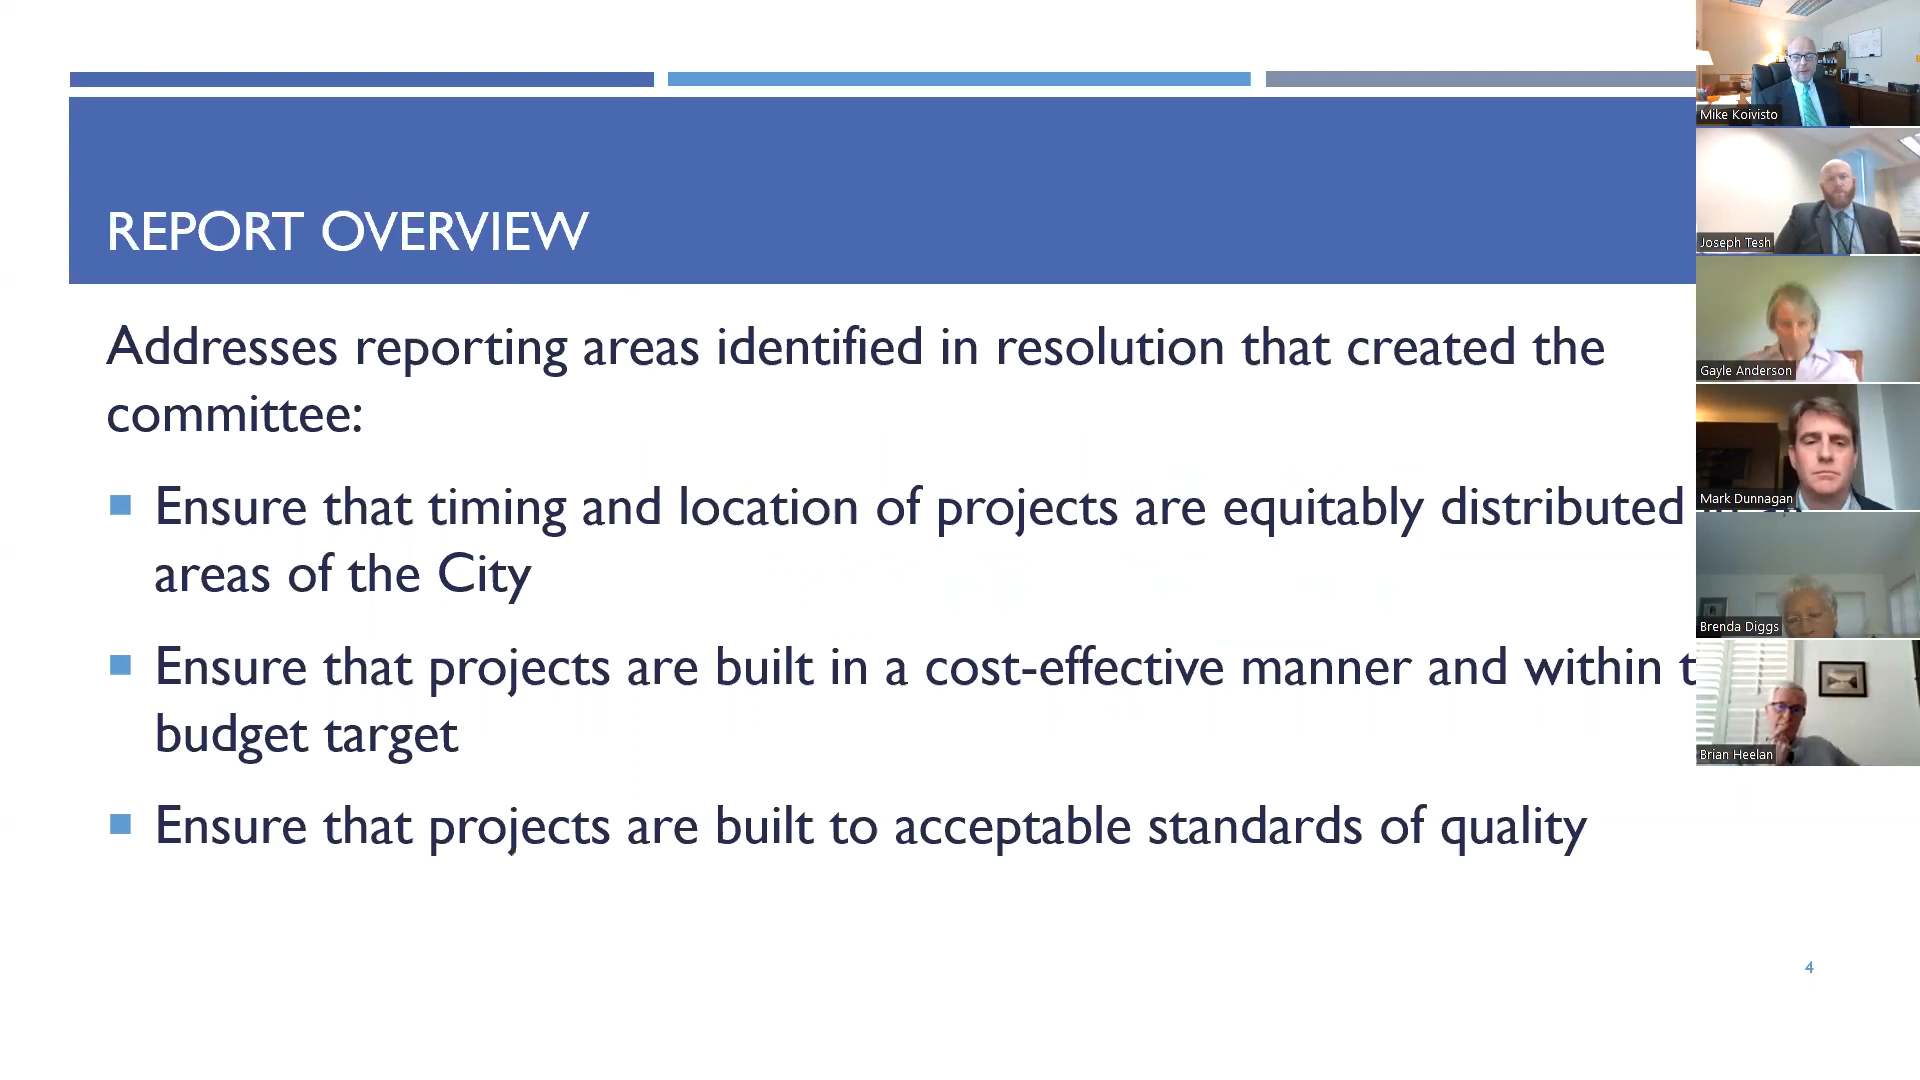 REPORT OVERVIEW
Addresses reporting areas identified in resolution that created the
committee:
Ensure that timing and location of projects are equitably distributed
areas of the City
Ensure that projects are built in a cost-effective manner and within t
budget target
Ensure that projects are built to acceptable standards of quality
4
Mike Koivisto
Joseph Tesh
Gayle Anderson
Mark Dunnagan
Brenda Diggs
Brian Heelan